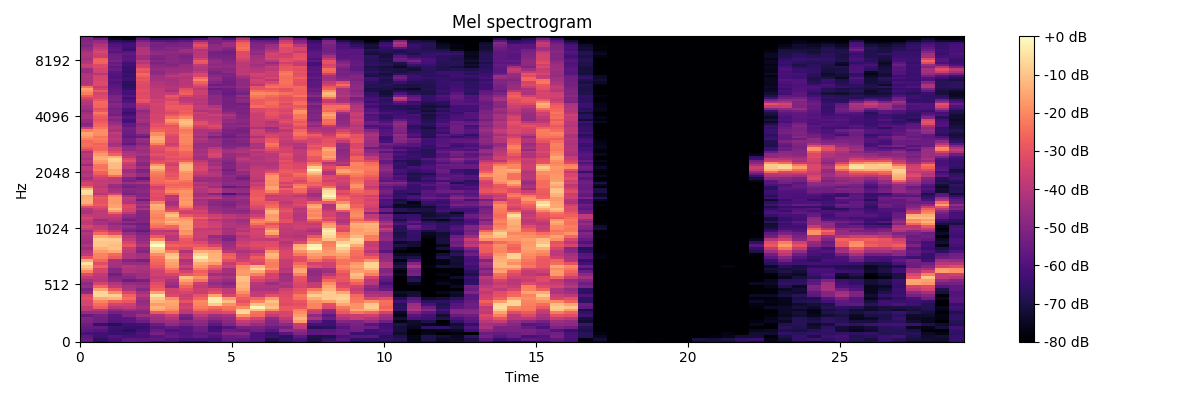 Mel spectrogram
8192
4096
2048
1024
512
0
Hz
0 5 10 15 20 25
Time
+0 dB
-10 dB
-20 dB
-30 dB
-40 dB
-50 dB
-60 dB
-70 dB
-80 dB